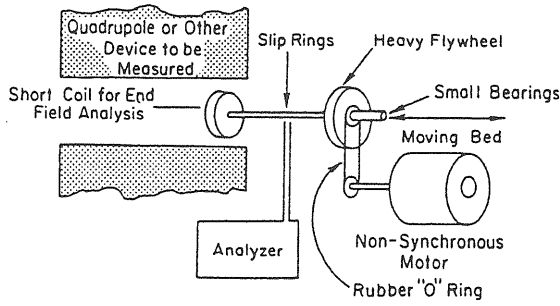 Quadrupole or Other
Device to be
Measured
Slip Rings
Heavy Flywheel
Short Coil for End
Field Analysis
Small Bearings
Moving Bed
Analyzer
Non-Synchronous
Motor
Rubber "O" Ring